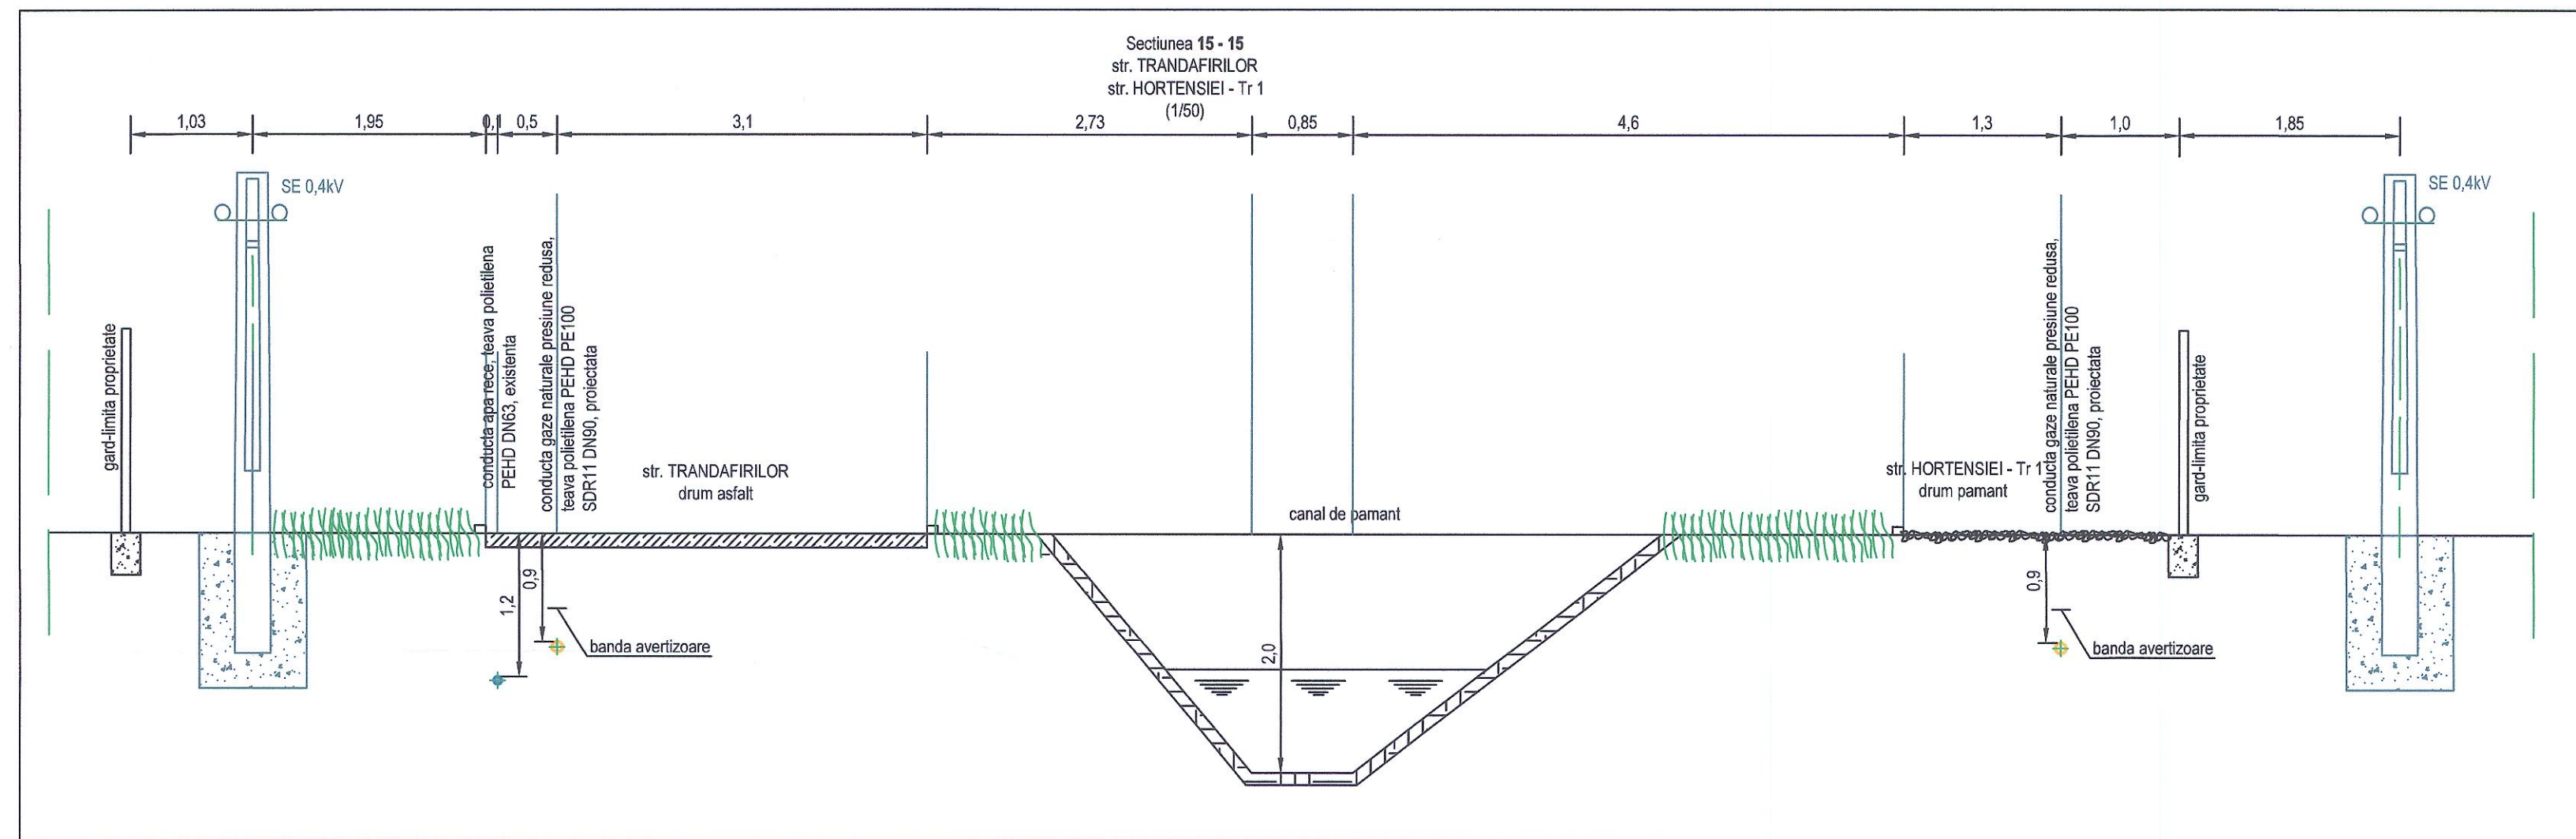 Sectiunea 15 - 15
str. TRANDAFIRILOR
str. HORTENSIEI - Tr 1
(1/50)
1,03
1,95
0,1
0,5
3,1
2,73
0,85
4,6
1,3
1,0
1,85
SE 0,4kV
SE 0,4kV
gard-limita proprietate
conducta apa rece, teava polietilena
PEHD DN63, existenta
conducta gaze naturale presiune redusa,
teava polietilena PEHD PE100
SDR11 DN90, proiectata
str. TRANDAFIRILOR
drum asfalt
canal de pamant
str. HORTENSIEI - Tr 1
drum pamant
conducta gaze naturale presiune redusa,
teava polietilena PEHD PE100
SDR11 DN90, proiectata
gard-limita proprietate
1,2
0,9
banda avertizoare
2,0
0,9
banda avertizoare